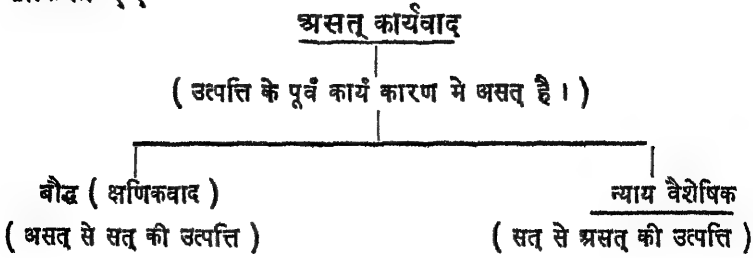 असत् कार्यवाद
( उत्पत्ति के पूर्व कार्य कारण मे असत् है । )
बौद्ध ( क्षणिकवाद )
न्याय वैशेषिक
( असत् से सत् की उत्पत्ति )
( सत् से असत् की उत्पत्ति )